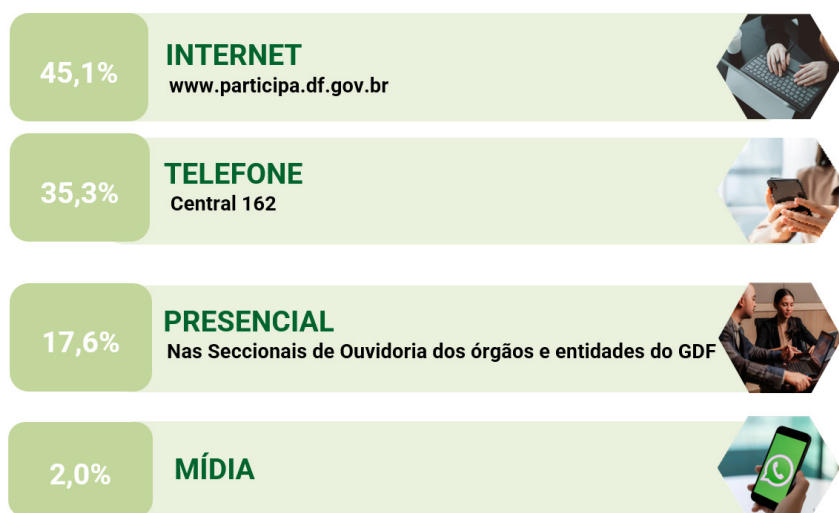 45,1%
INTERNET
www.participa.df.gov.br
35,3%
TELEFONE
Central 162
17,6%
PRESENCIAL
Nas Seccionais de Ouvidoria dos órgãos e entidades do GDF
2,0%
MÍDIA